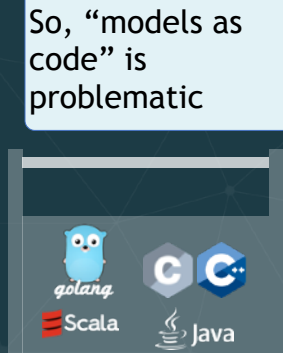 So, “models as
code” is
problematic
golang
C C++
Scala
Java